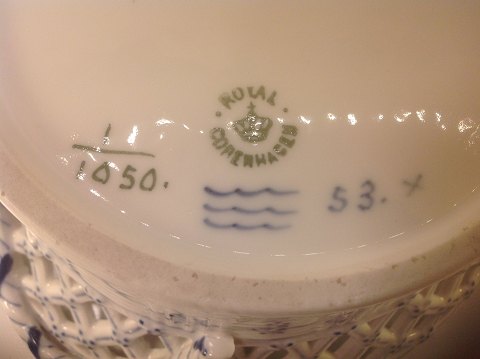 ROYAL
COPENHAGEN
1
1050.
53. x